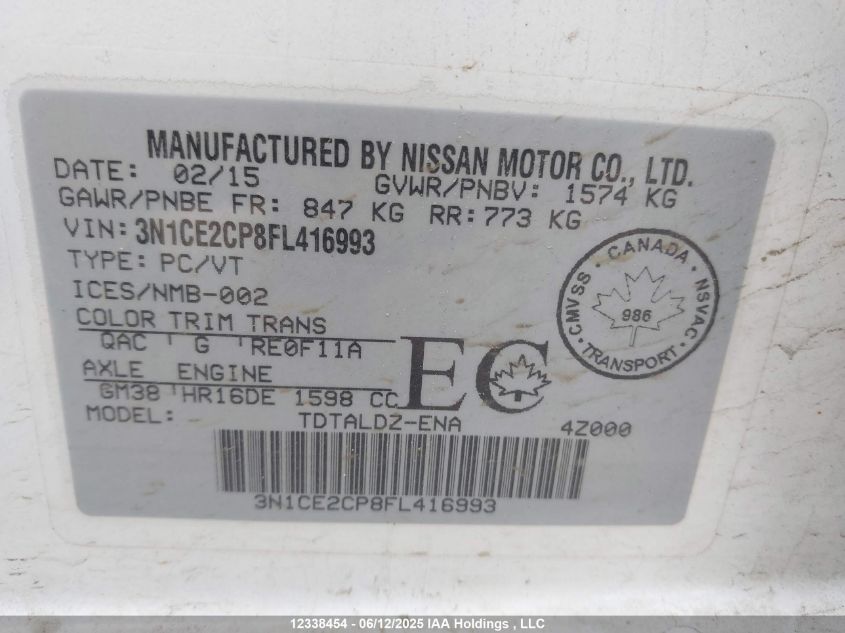 MANUFACTURED BY NISSAN MOTOR CO., LTD.
DATE: 02/15 GVWR/PNBV: 1574 KG
GAWR/PNBE FR: 847 KG RR: 773 KG
VIN: 3N1CE2CP8FL416993
TYPE: PC/VT
ICES/NMB-002
COLOR TRIM TRANS
QAC G RE0F11A
AXLE ENGINE
GM38 HR16DE 1598 CC
EC
CANADA
CMVSS · NSVAC
986
TRANSPORT
MODEL: TDTALDZ-ENA 4Z000
3N1CE2CP8FL416993
12338454 - 06/12/2025 IAA Holdings , LLC